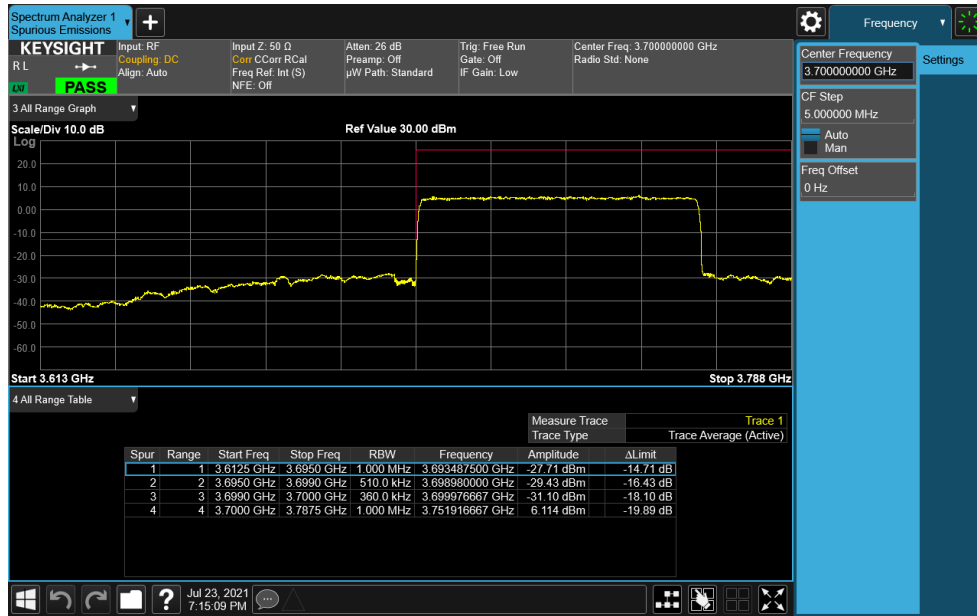 Spectrum Analyzer 1
Spurious Emissions
Frequency
KEYSIGHT
R L
LXI
PASS
Input: RF
Coupling: DC
Align: Auto
Input Z: 50 Ω
Corr CCorr RCal
Freq Ref: Int (S)
NFE: Off
Atten: 26 dB
Preamp: Off
µW Path: Standard
Trig: Free Run
Gate: Off
IF Gain: Low
Center Freq: 3.700000000 GHz
Radio Std: None
Center Frequency
3.700000000 GHz
Settings
CF Step
5.000000 MHz
Auto
Man
Freq Offset
0 Hz
3 All Range Graph
Scale/Div 10.0 dB
Ref Value 30.00 dBm
Log
20.0
10.0
0.00
-10.0
-20.0
-30.0
-40.0
-50.0
-60.0
Start 3.613 GHz
Stop 3.788 GHz
4 All Range Table
Measure Trace Trace 1
Trace Type Trace Average (Active)
Spur Range Start Freq Stop Freq RBW Frequency Amplitude ΔLimit
1 1 3.6125 GHz 3.6950 GHz 1.000 MHz 3.693487500 GHz -27.71 dBm -14.71 dB
2 2 3.6950 GHz 3.6990 GHz 510.0 kHz 3.698980000 GHz -29.43 dBm -16.43 dB
3 3 3.6990 GHz 3.7000 GHz 360.0 kHz 3.699976667 GHz -31.10 dBm -18.10 dB
4 4 3.7000 GHz 3.7875 GHz 1.000 MHz 3.751916667 GHz 6.114 dBm -19.89 dB
Jul 23, 2021
7:15:09 PM